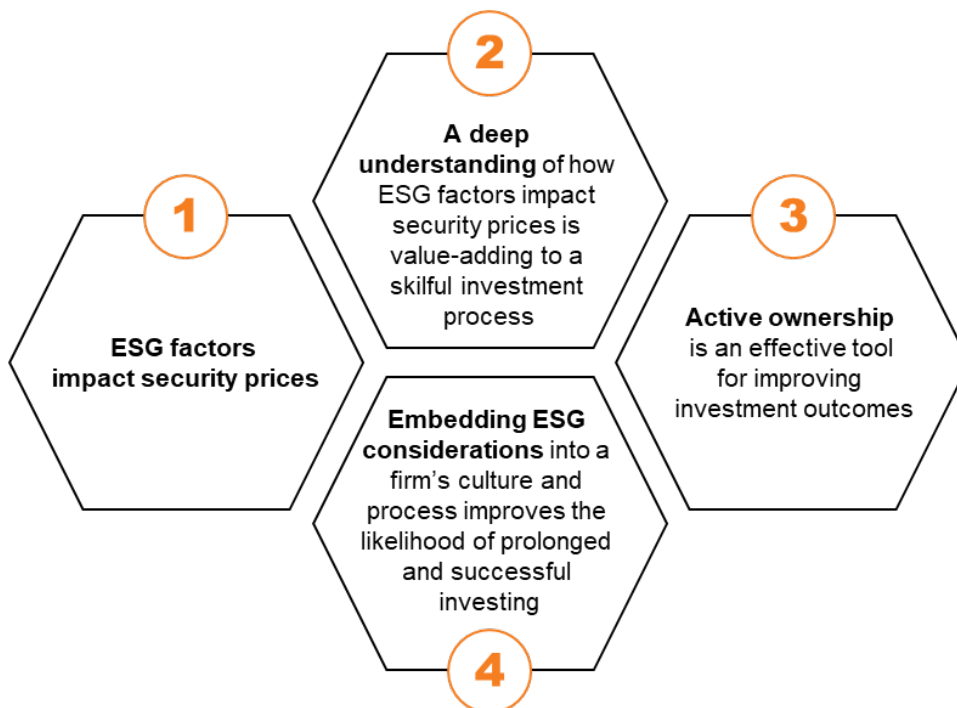 1
ESG factors
impact security prices
2
A deep
understanding of how
ESG factors impact
security prices is
value-adding to a
skilful investment
process
3
Active ownership
is an effective tool
for improving
investment outcomes
Embedding ESG
considerations into a
firm’s culture and
process improves the
likelihood of prolonged
and successful
investing
4